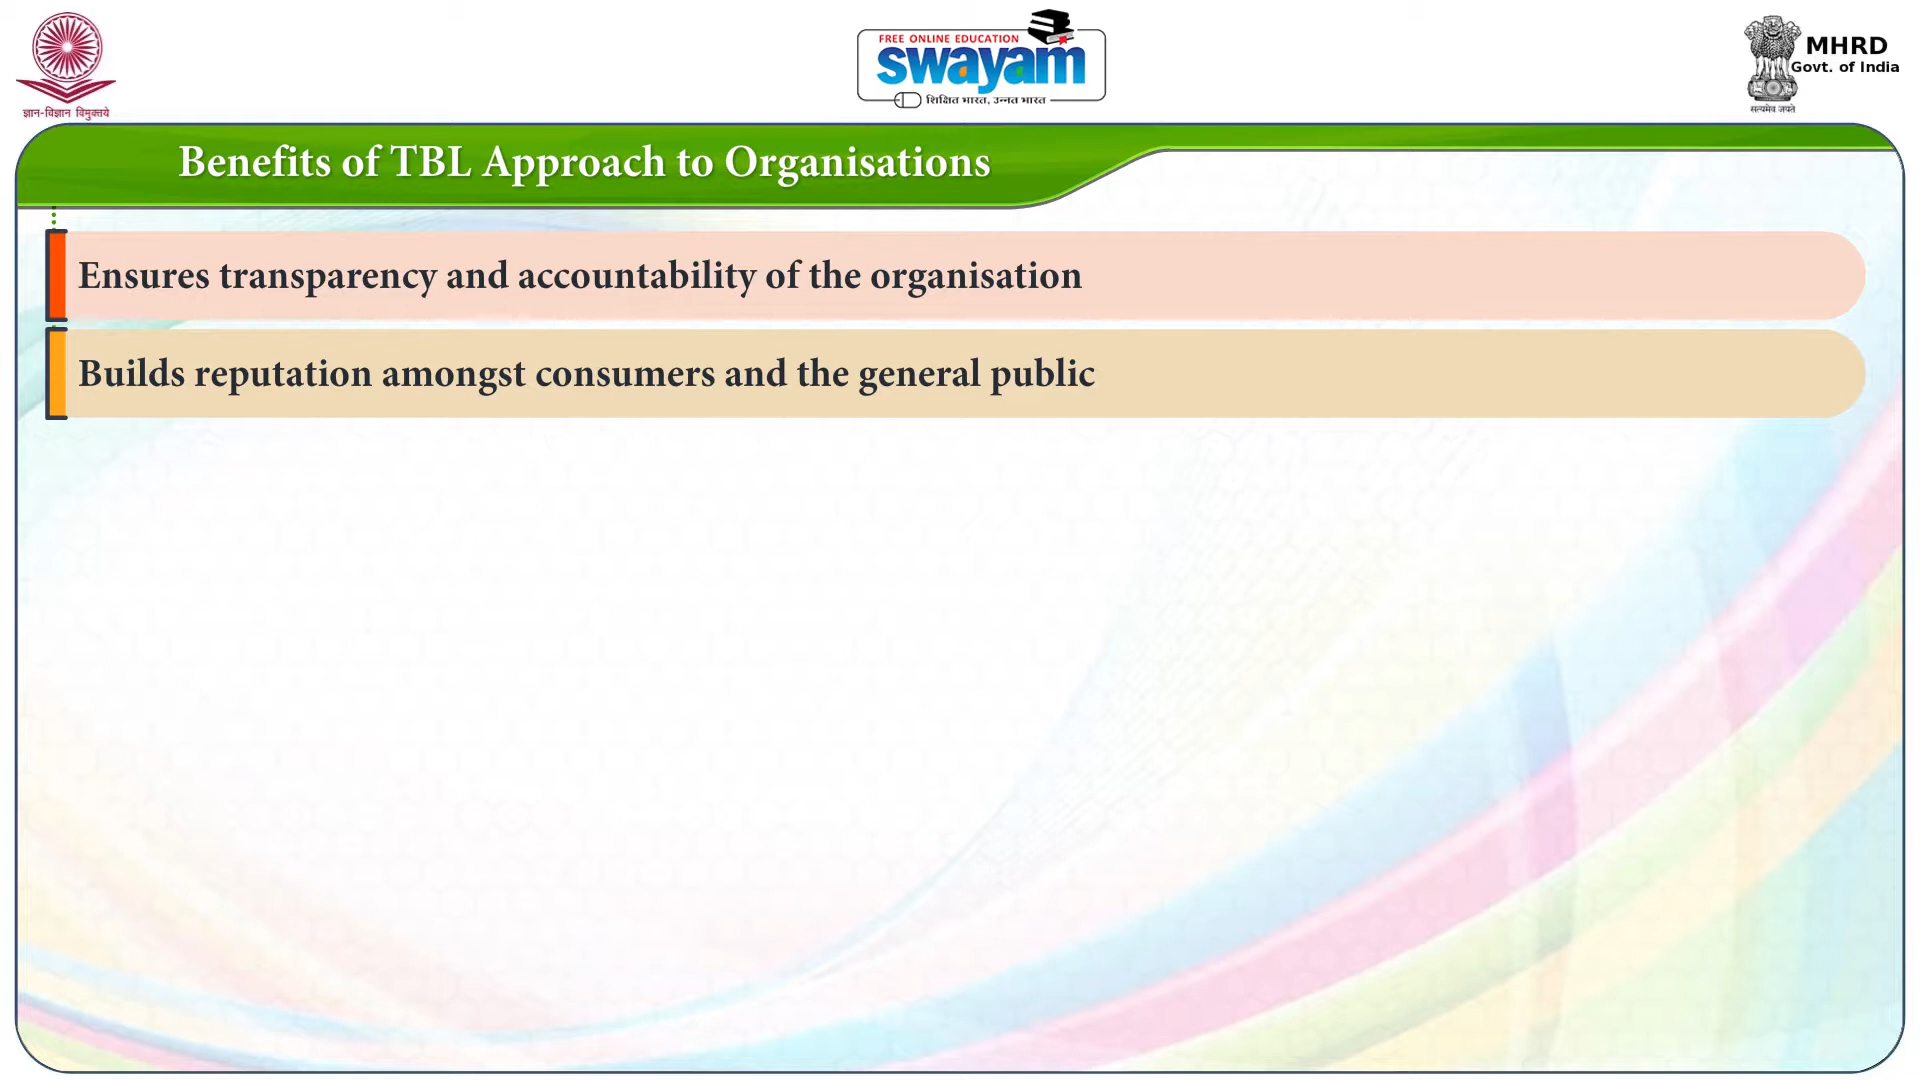 ज्ञान-विज्ञान विमुक्तये
FREE ONLINE EDUCATION
swayam
शिक्षित भारत, उन्नत भारत
सत्यमेव जयते
MHRD
Govt. of India
Benefits of TBL Approach to Organisations
Ensures transparency and accountability of the organisation
Builds reputation amongst consumers and the general public